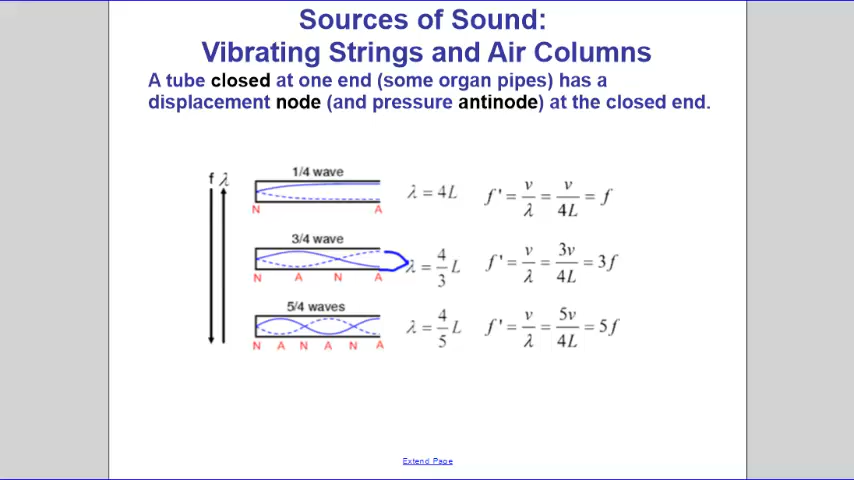 Sources of Sound:
Vibrating Strings and Air Columns
A tube closed at one end (some organ pipes) has a
displacement node (and pressure antinode) at the closed end.
f λ
1/4 wave
N A
λ = 4L f' = v/λ = v/4L = f
3/4 wave
N A N A
λ = 4/3 L f' = v/λ = 3v/4L = 3f
5/4 waves
N A N A N A
λ = 4/5 L f' = v/λ = 5v/4L = 5f
Extend Page